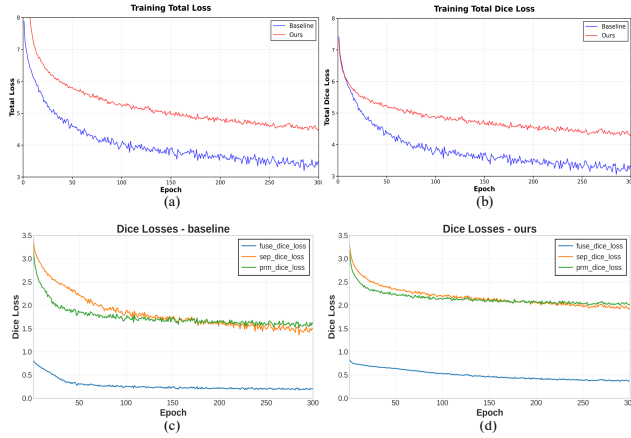 Training Total Loss
8
7
6
5
4
3
Total Loss
0 50 100 150 200 250 300
Epoch
Baseline
Ours
(a)
Training Total Dice Loss
8
7
6
5
4
3
Total Dice Loss
0 50 100 150 200 250 300
Epoch
Baseline
Ours
(b)
Dice Losses - baseline
3.5
3.0
2.5
2.0
1.5
1.0
0.5
0.0
Dice Loss
50 100 150 200 250 300
Epoch
fuse_dice_loss
sep_dice_loss
prm_dice_loss
(c)
Dice Losses - ours
3.5
3.0
2.5
2.0
1.5
1.0
0.5
0.0
Dice Loss
50 100 150 200 250 300
Epoch
fuse_dice_loss
sep_dice_loss
prm_dice_loss
(d)